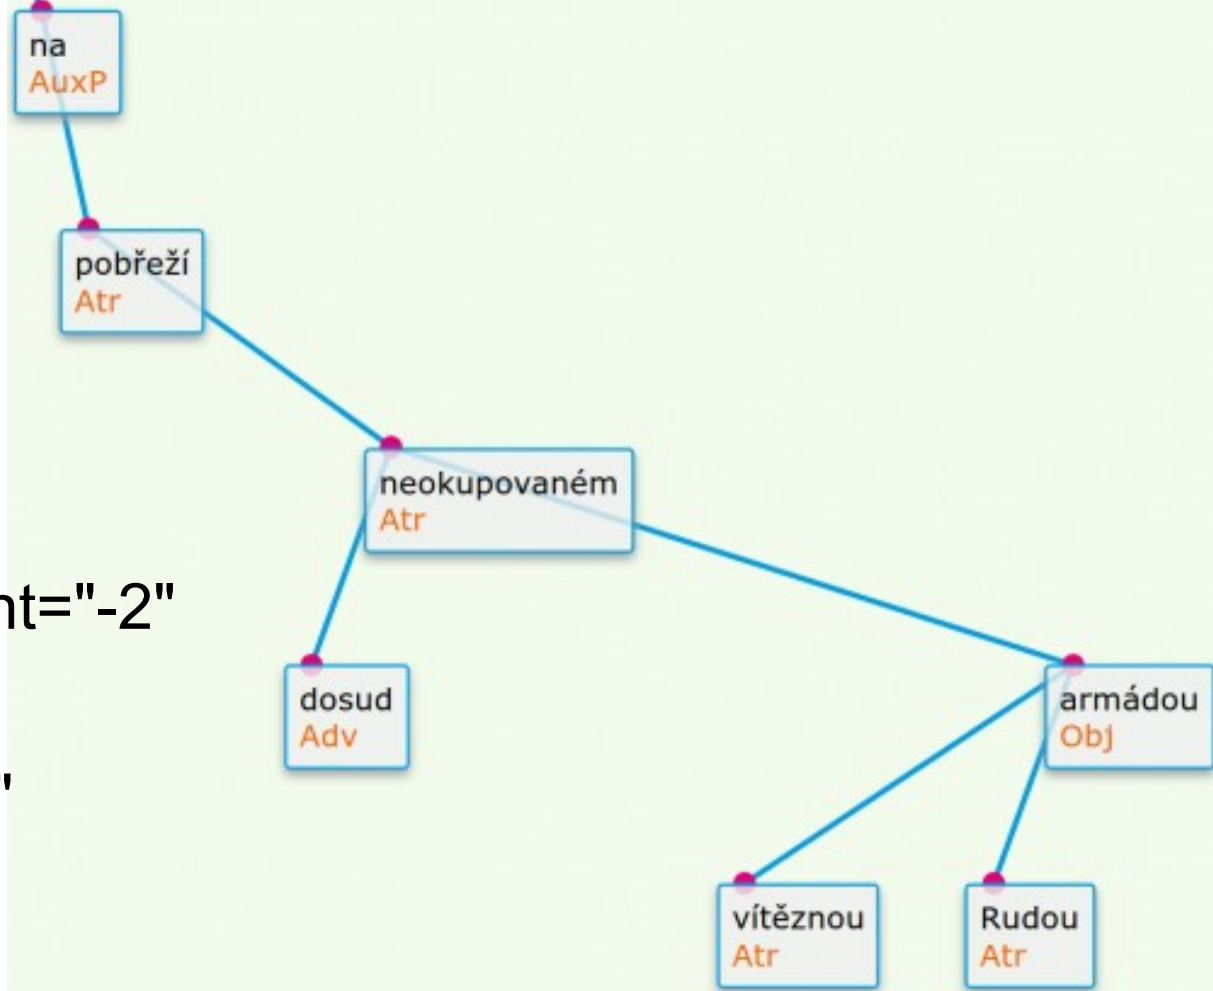 na
AuxP
pobřeží
Atr
neokupovaném
Atr
nt="-2"
dosud
Adv
armádou
Obj
"
vítěznou
Atr
Rudou
Atr